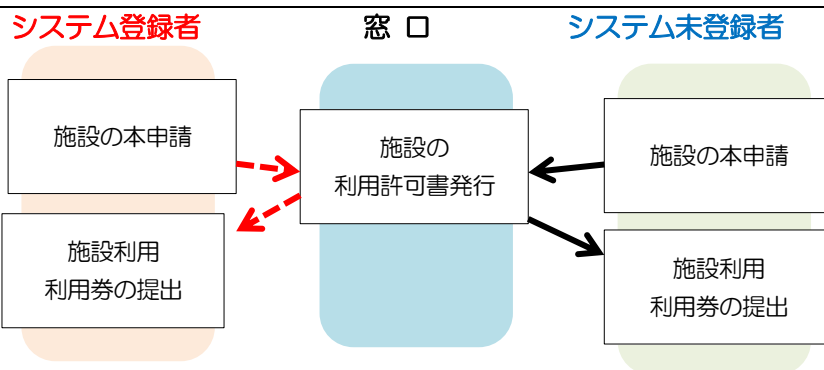 システム登録者
窓 口
システム未登録者
施設の本申請
施設利用
利用券の提出
施設の
利用許可書発行
施設の本申請
施設利用
利用券の提出